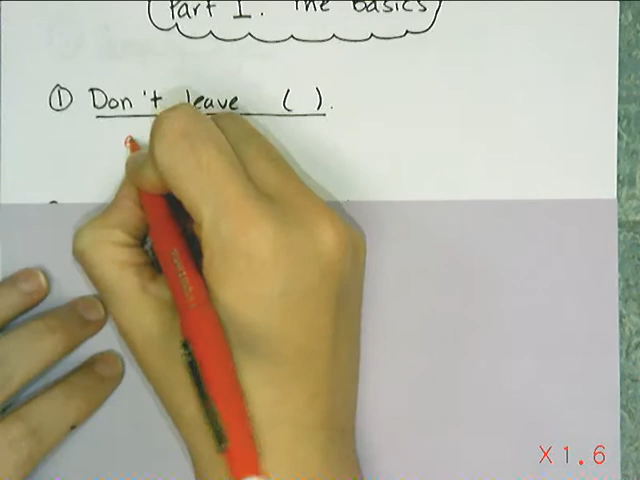 Part I. The basics
① Don't leave ( ).
X1.6